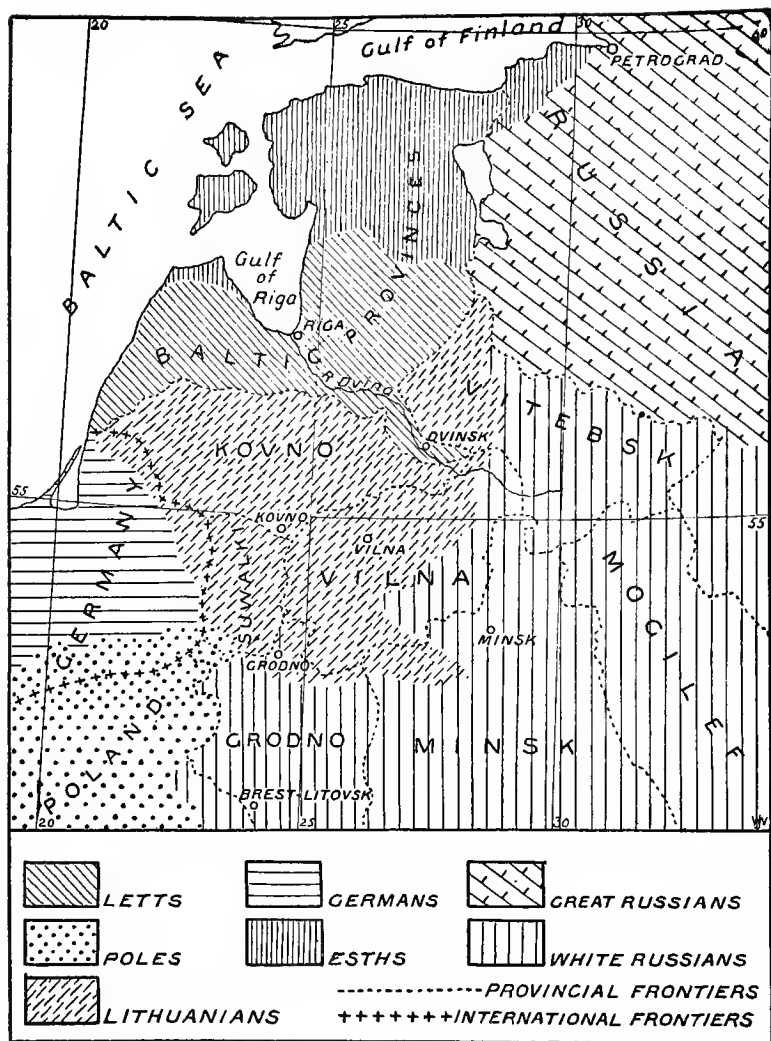 20
25
30
60
Gulf of Finland
PETROGRAD
BALTIC SEA
RUSSIA
Gulf of
Riga
BALTIC PROVINCES
RIGA
R. Dvina
VITEBSK
DVINSK
KOVNO
55
55
GERMANY
KOVNO
SUWALKI
VILNA
VILNA
MOGILEF
MINSK
GRODNO
POLAND
GRODNO
MINSK
BREST-LITOVSK
20
25
30
LETTS
GERMANS
GREAT RUSSIANS
POLES
ESTHS
WHITE RUSSIANS
LITHUANIANS
PROVINCIAL FRONTIERS
INTERNATIONAL FRONTIERS